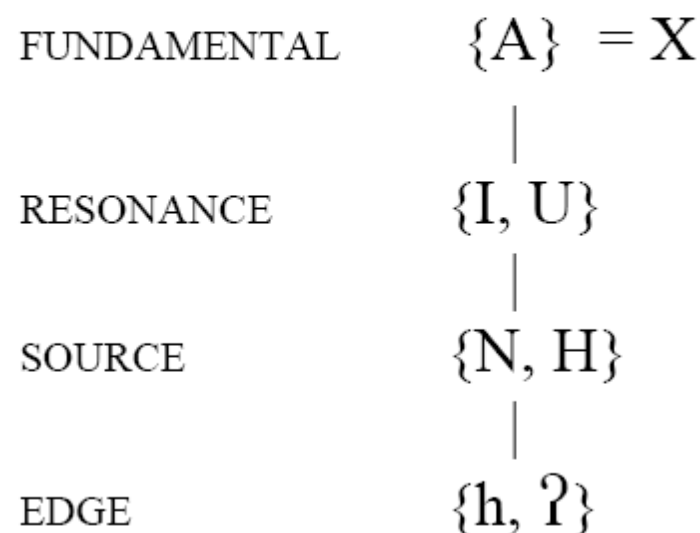 FUNDAMENTAL {A} = X
RESONANCE {I, U}
SOURCE {N, H}
EDGE {h, ʔ}